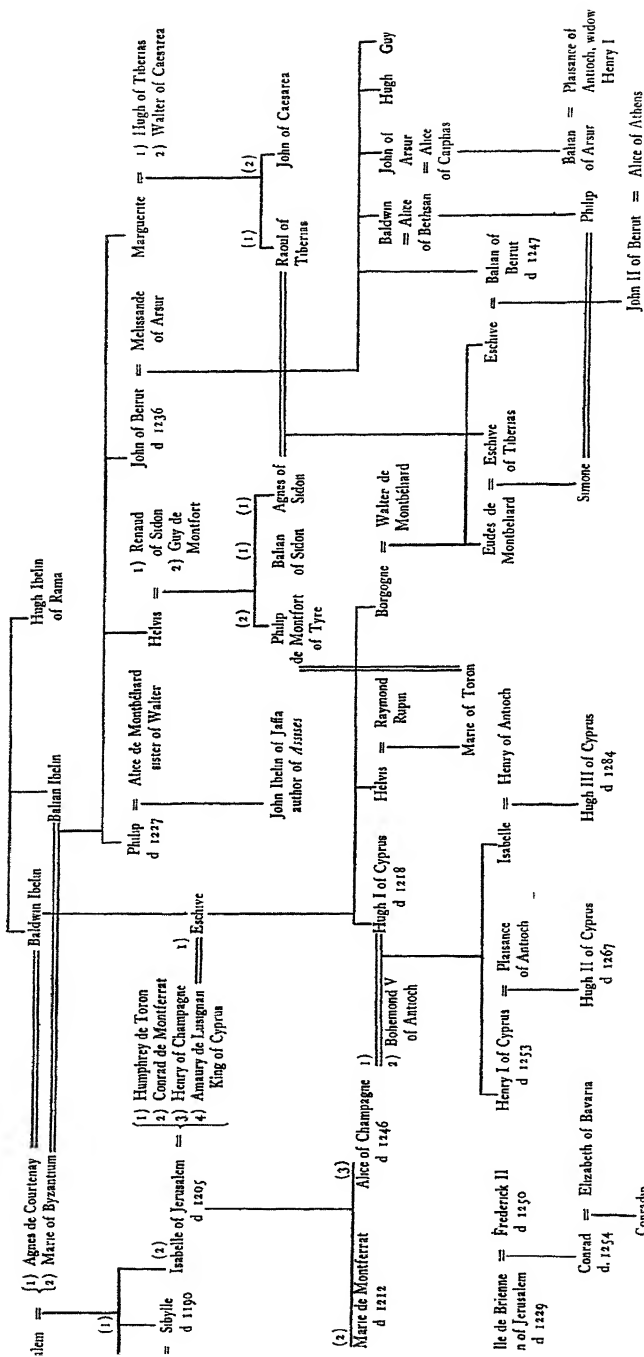 Hugh Ibelin
of Rama
Baldwin Ibelin
Balian Ibelin
alem = { (1) Agnes de Courtenay
(2) Marie of Byzantium
Philip = Alice de Montbéliard
d 1227 sister of Walter
Helvis = 1) Renaud
of Sidon
2) Guy de
Montfort
John of Beirut = Melissande
d 1236 of Arsur
Marguerite = 1) Hugh of Tiberias
2) Walter of Caesarea
(1)
(2)
= Sibylle
d 1190
Isabelle of Jerusalem =
d 1205
(1) Humphrey de Toron
2) Conrad de Montferrat
3) Henry of Champagne
4) Amaury de Lusignan
King of Cyprus
1) Eschive
John Ibelin of Jaffa
author of Assises
(2) (1) (1)
Philip
de Montfort
of Tyre
Balian
of Sidon
Agnes of
Sidon
(1) (2)
Raoul of
Tiberias
John of Caesarea
(2) (3)
Marie de Montferrat
d 1212
Alice of Champagne
d 1246
1)
2) Bohemond V
of Antioch
Hugh I of Cyprus
d 1218
Helvis = Raymond
Rupin
Borgogne = Walter de
Montbéliard
Baldwin
= Alice
of Bethsan
John of
Arsur
= Alice
of Caiphas
Hugh
Guy
Marie of Toron
Eudes de = Eschive
Montbéliard of Tiberias
Eschive = Balian of
Beirut
d 1247
Ile de Brienne = Frederick II
n of Jerusalem d 1250
d 1229
Henry I of Cyprus = Plaisance
d 1253 of Antioch
Isabelle = Henry of Antioch
Simone
Philip
Balian = Plaisance of
of Arsur Antioch, widow
Henry I
Conrad = Elizabeth of Bavaria
d. 1254
Hugh II of Cyprus
d 1267
Hugh III of Cyprus
d 1284
John II of Beirut = Alice of Athens
Conradin